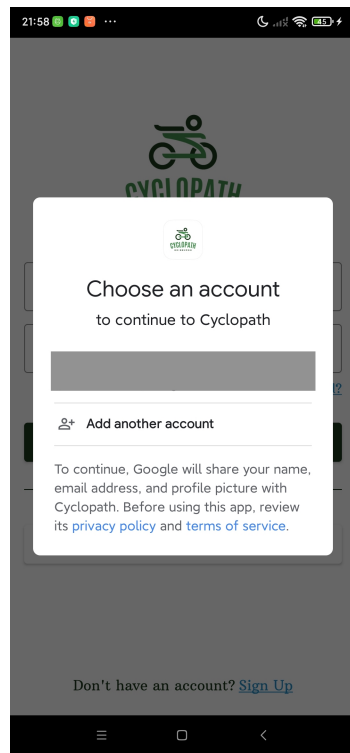 21:58
45
CYCLOPATH
CYCLOPATH
Choose an account
to continue to Cyclopath
?
Add another account
To continue, Google will share your name,
email address, and profile picture with
Cyclopath. Before using this app, review
its privacy policy and terms of service.
Don't have an account? Sign Up